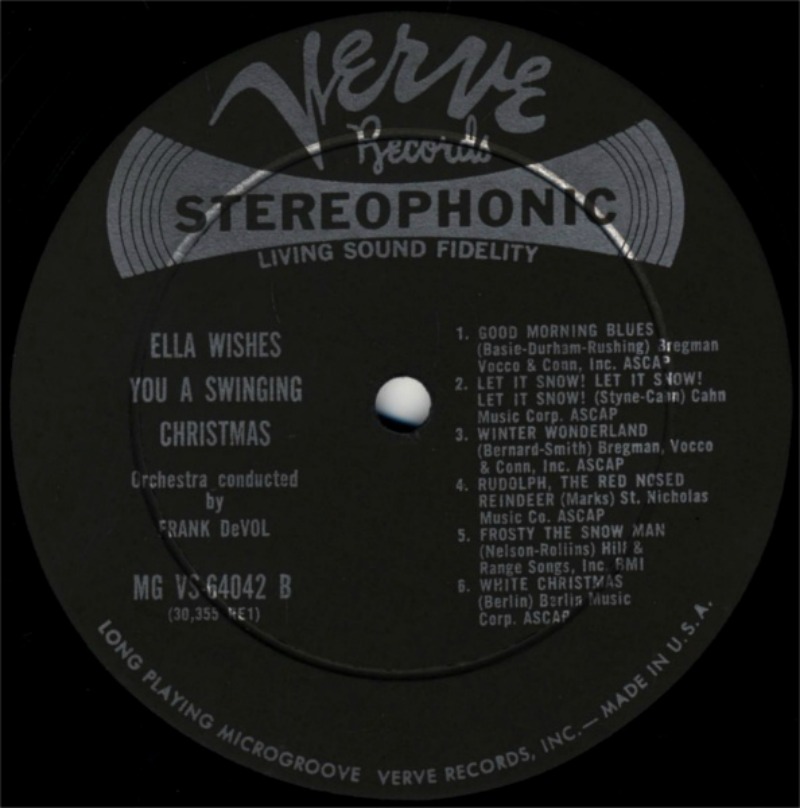 Verve
Records
STEREOPHONIC
LIVING SOUND FIDELITY
ELLA WISHES
YOU A SWINGING
CHRISTMAS
Orchestra conducted
by
FRANK DeVOL
MG VS-64042 B
(30,355 RE1)
1. GOOD MORNING BLUES
(Basie-Durham-Rushing) Bregman
Vocco & Conn, Inc. ASCAP
2. LET IT SNOW! LET IT SNOW!
LET IT SNOW! (Styne-Cahn) Cahn
Music Corp. ASCAP
3. WINTER WONDERLAND
(Bernard-Smith) Bregman, Vocco
& Conn, Inc. ASCAP
4. RUDOLPH, THE RED NOSED
REINDEER (Marks) St. Nicholas
Music Co. ASCAP
5. FROSTY THE SNOW MAN
(Nelson-Rollins) Hill &
Range Songs, Inc. BMI
6. WHITE CHRISTMAS
(Berlin) Berlin Music
Corp. ASCAP
LONG PLAYING MICROGROOVE VERVE RECORDS, INC.— MADE IN U.S.A.